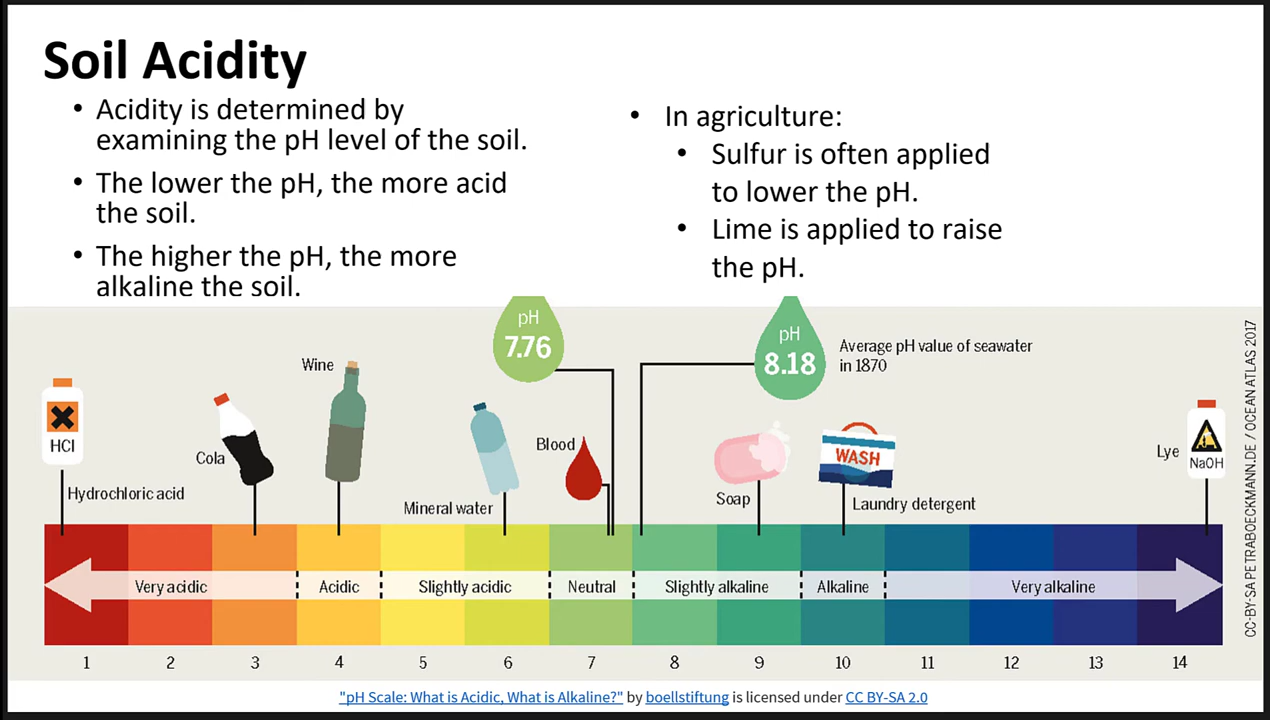 Soil Acidity
• Acidity is determined by
examining the pH level of the soil.
• The lower the pH, the more acid
the soil.
• The higher the pH, the more
alkaline the soil.
• In agriculture:
• Sulfur is often applied
to lower the pH.
• Lime is applied to raise
the pH.
pH
7.76
pH
8.18
Average pH value of seawater
in 1870
HCl
Hydrochloric acid
Cola
Wine
Mineral water
Blood
Soap
WASH
Laundry detergent
Lye
NaOH
Very acidic
Acidic
Slightly acidic
Neutral
Slightly alkaline
Alkaline
Very alkaline
1 2 3 4 5 6 7 8 9 10 11 12 13 14
CC-BY-SA PETRABOECKMANN.DE / OCEAN ATLAS 2017
"pH Scale: What is Acidic, What is Alkaline?" by boellstiftung is licensed under CC BY-SA 2.0